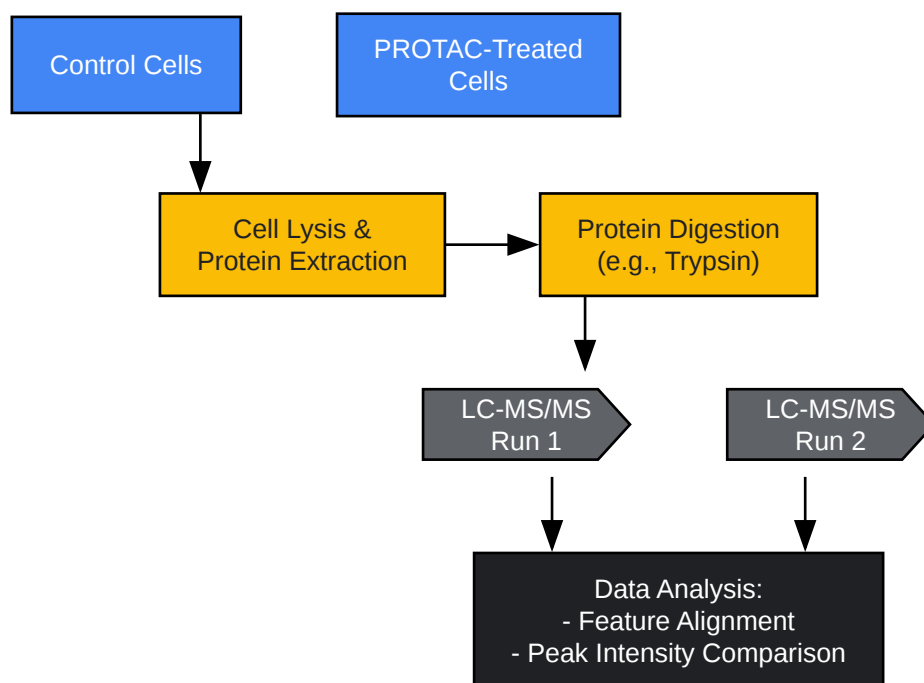 Control Cells
PROTAC-Treated
Cells
Cell Lysis &
Protein Extraction
Protein Digestion
(e.g., Trypsin)
LC-MS/MS
Run 1
LC-MS/MS
Run 2
Data Analysis:
- Feature Alignment
- Peak Intensity Comparison